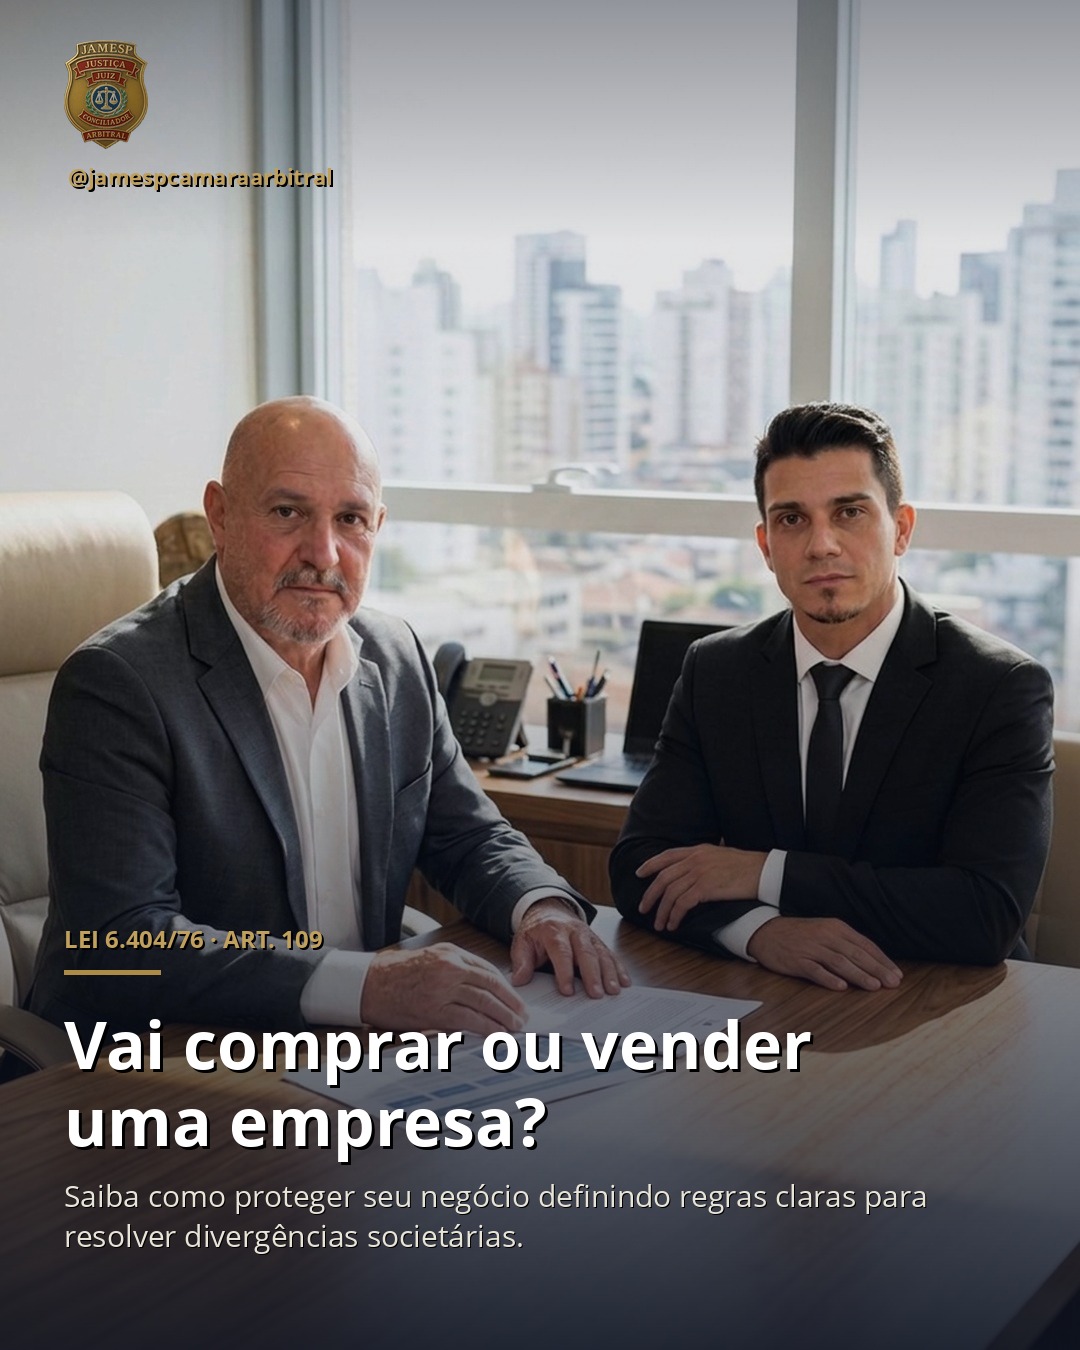 JAMESP
JUSTIÇA
JUIZ
CONCILIADOR
ARBITRAL
@jamespcamaraarbitral
LEI 6.404/76 · ART. 109
Vai comprar ou vender
uma empresa?
Saiba como proteger seu negócio definindo regras claras para
resolver divergências societárias.